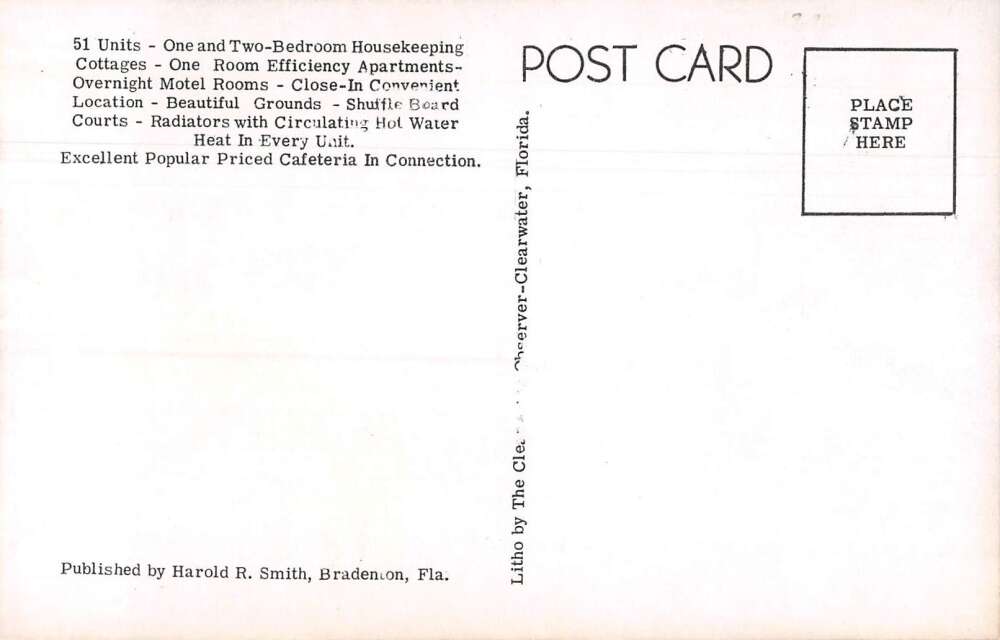 51 Units - One and Two-Bedroom Housekeeping
Cottages - One Room Efficiency Apartments-
Overnight Motel Rooms - Close-In Convenient
Location - Beautiful Grounds - Shuffle Board
Courts - Radiators with Circulating Hot Water
Heat In Every Unit.
Excellent Popular Priced Cafeteria In Connection.
Published by Harold R. Smith, Bradenton, Fla.
Litho by The Observer-Clearwater, Florida.
POST CARD
PLACE
STAMP
HERE